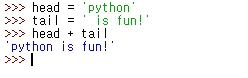 >>> head = 'python'
>>> tail = ' is fun!'
>>> head + tail
'python is fun!'
>>>